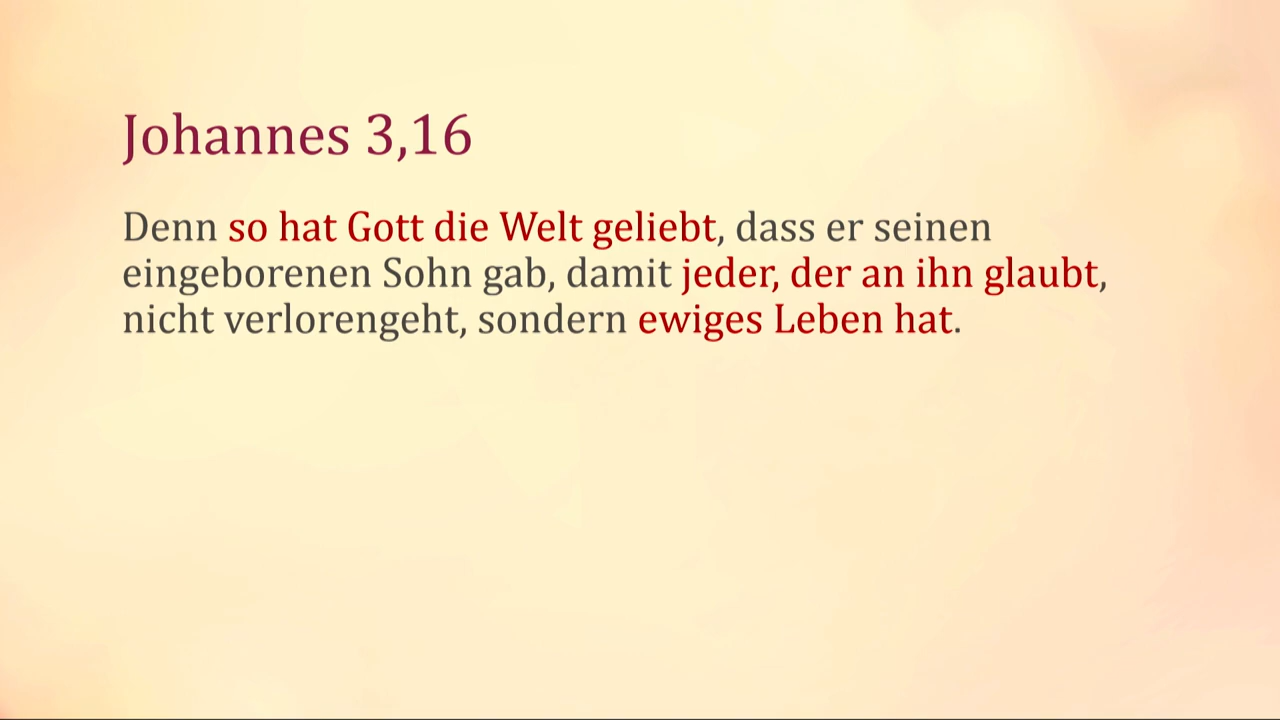 Johannes 3,16
Denn so hat Gott die Welt geliebt, dass er seinen
eingeborenen Sohn gab, damit jeder, der an ihn glaubt,
nicht verlorengeht, sondern ewiges Leben hat.